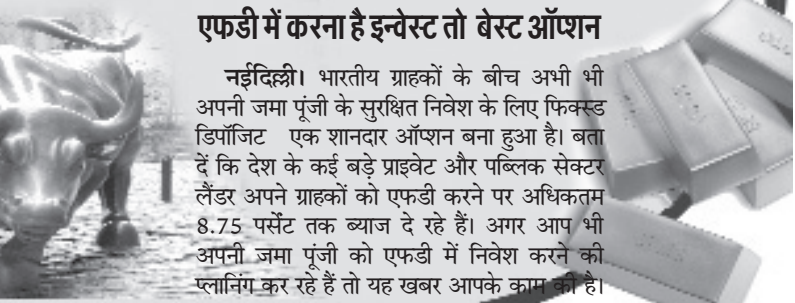 एफडी में करना है इन्वेस्ट तो बेस्ट ऑप्शन
नईदिल्ली। भारतीय ग्राहकों के बीच अभी भी
अपनी जमा पूंजी के सुरक्षित निवेश के लिए फिक्स्ड
डिपॉजिट एक शानदार ऑप्शन बना हुआ है। बता
दें कि देश के कई बड़े प्राइवेट और पब्लिक सेक्टर
लैंडर अपने ग्राहकों को एफडी करने पर अधिकतम
8.75 पर्सेंट तक ब्याज दे रहे हैं। अगर आप भी
अपनी जमा पूंजी को एफडी में निवेश करने की
प्लानिंग कर रहे हैं तो यह खबर आपके काम की है।